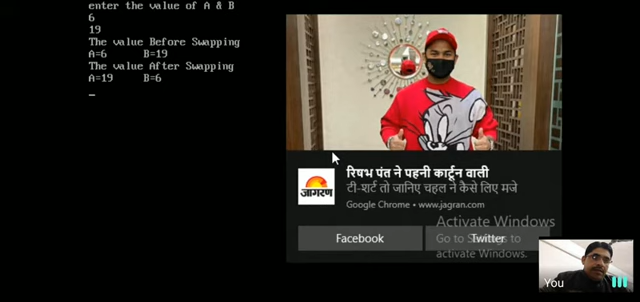 enter the value of A & B
6
19
The value Before Swapping
A=6 B=19
The value After Swapping
A=19 B=6
जागरण
रिषभ पंत ने पहनी कार्टून वाली
टी-शर्ट तो जानिए चहल ने कैसे लिए मजे
Google Chrome • www.jagran.com
Activate Windows
Go to Settings to
activate Windows.
Facebook
Twitter
You